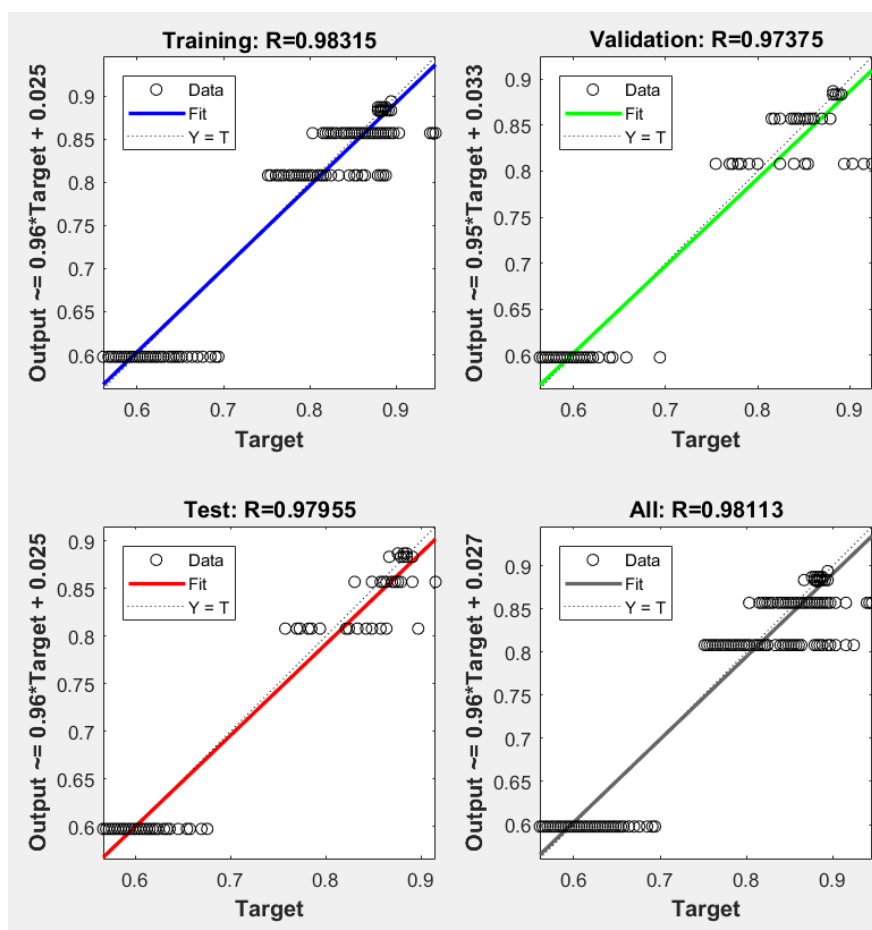 Training: R=0.98315
Output ~= 0.96*Target + 0.025
0.9
0.85
0.8
0.75
0.7
0.65
0.6
Data
Fit
Y = T
0.6 0.7 0.8 0.9
Target
Validation: R=0.97375
Output ~= 0.95*Target + 0.033
0.9
0.85
0.8
0.75
0.7
0.65
0.6
Data
Fit
Y = T
0.6 0.7 0.8 0.9
Target
Test: R=0.97955
Output ~= 0.96*Target + 0.025
0.9
0.85
0.8
0.75
0.7
0.65
0.6
Data
Fit
Y = T
0.6 0.7 0.8 0.9
Target
All: R=0.98113
Output ~= 0.96*Target + 0.027
0.9
0.85
0.8
0.75
0.7
0.65
0.6
Data
Fit
Y = T
0.6 0.7 0.8 0.9
Target